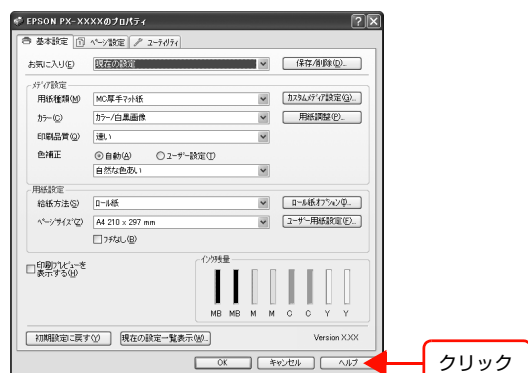 EPSON PX-XXXXのプロパティ
基本設定 ページ設定 ユーティリティ
お気に入り(E) 現在の設定 保存/削除(D)...
メディア設定
用紙種類(M) MC厚手マット紙 カスタムメディア設定(G)...
カラー(C) カラー/白黒画像 用紙調整(P)...
印刷品質(Q) 速い
色補正 自動(A) ユーザー設定(T)
自然な色あい
用紙設定
給紙方法(S) ロール紙 ロール紙オプション(I)...
ページサイズ(Z) A4 210 x 297 mm ユーザー用紙設定(F)...
フチなし(B)
印刷プレビューを
表示する(H)
インク残量
MB MB M M C C Y Y
初期設定に戻す(Y) 現在の設定一覧表示(W)... Version X.XX
OK キャンセル ヘルプ
クリック